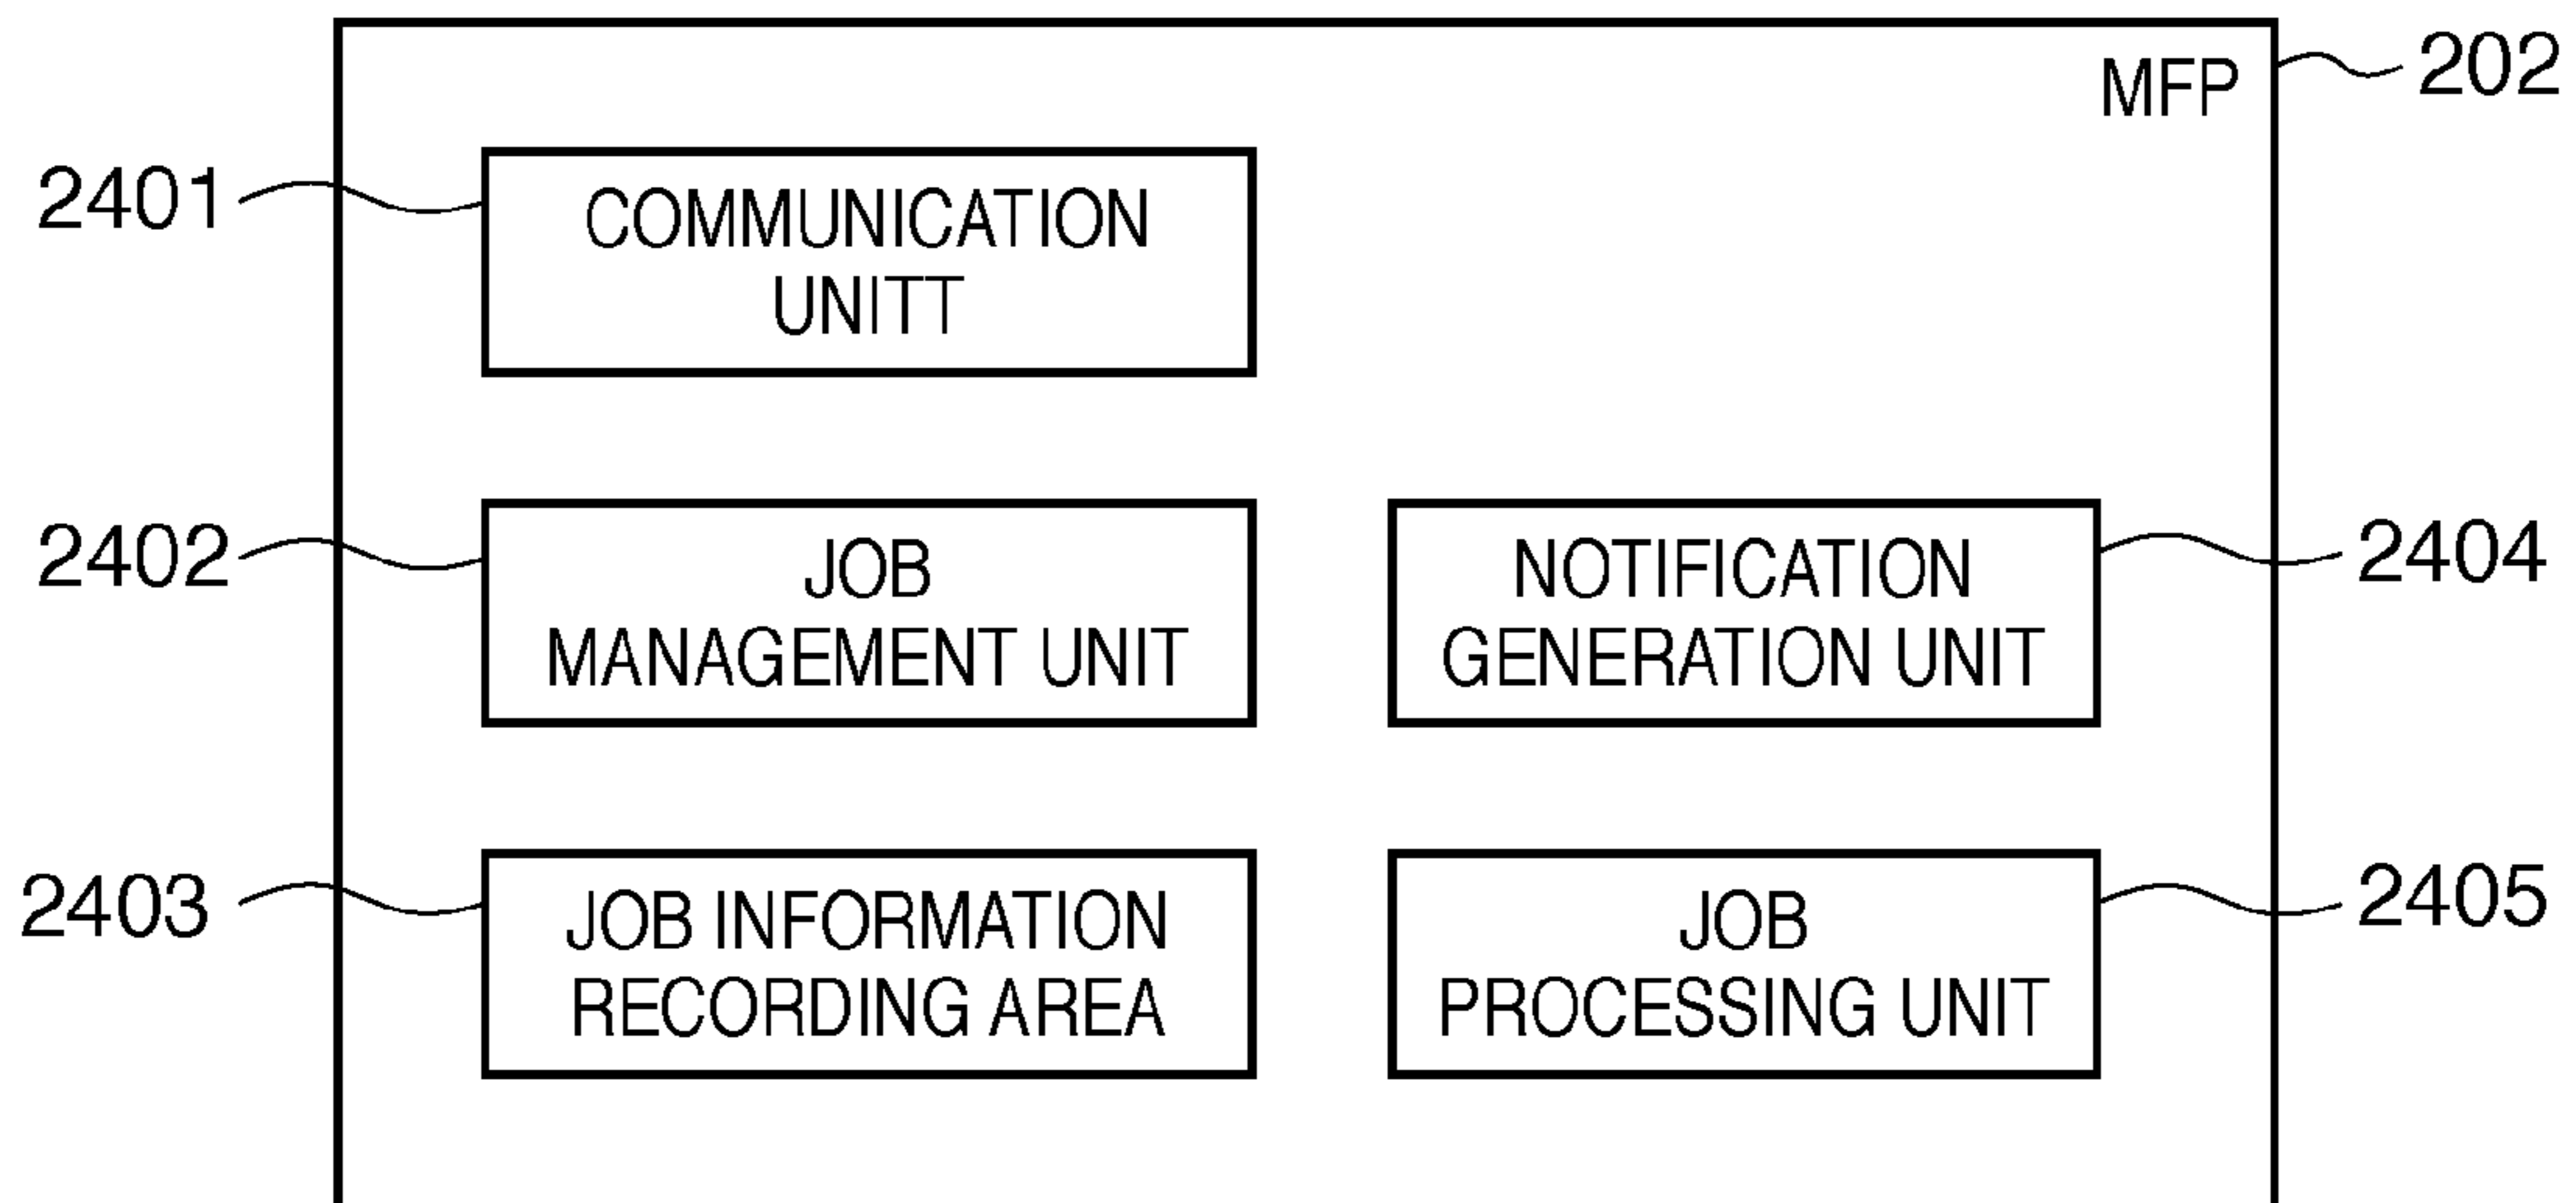 MFP
202
2401
COMMUNICATION
UNITT
2402
JOB
MANAGEMENT UNIT
NOTIFICATION
GENERATION UNIT
2404
2403
JOB INFORMATION
RECORDING AREA
JOB
PROCESSING UNIT
2405